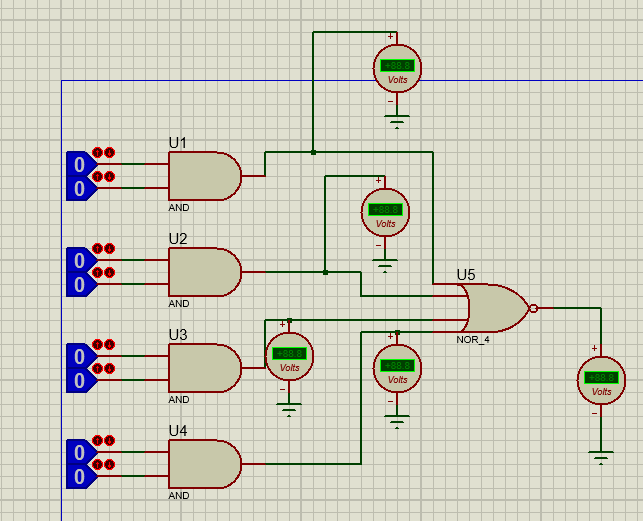 +
+88.8
Volts
−
U1
0
0
AND
+
+88.8
Volts
−
U2
0
0
AND
U5
NOR_4
U3
0
0
AND
+
+88.8
Volts
−
+
+88.8
Volts
−
+
+88.8
Volts
−
U4
0
0
AND